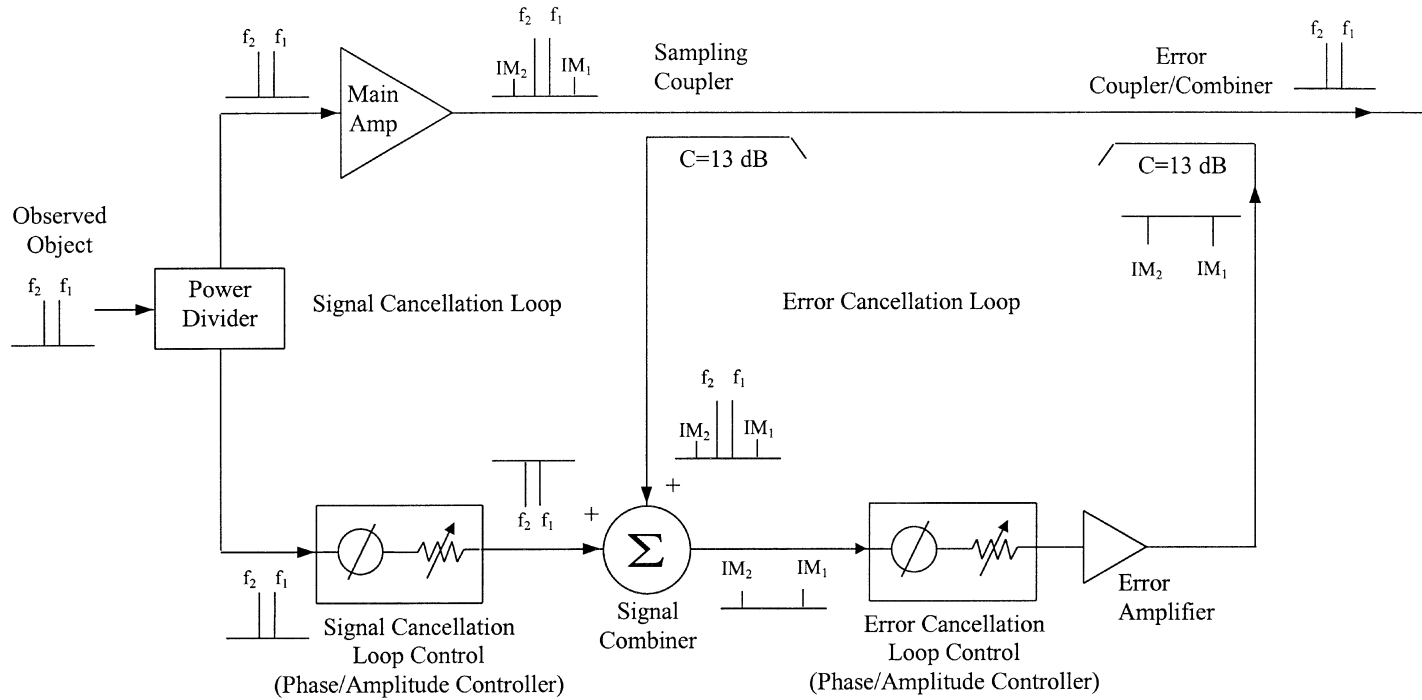 f₂ f₁
Main
Amp
f₂ f₁
IM₂ IM₁
Sampling
Coupler
Error
Coupler/Combiner
f₂ f₁
C=13 dB
C=13 dB
IM₂ IM₁
Observed
Object
f₂ f₁
Power
Divider
Signal Cancellation Loop
Error Cancellation Loop
f₂ f₁
IM₂ IM₁
f₂ f₁
+
+
Σ
Signal
Combiner
IM₂ IM₁
Error
Amplifier
f₂ f₁
Signal Cancellation
Loop Control
(Phase/Amplitude Controller)
Error Cancellation
Loop Control
(Phase/Amplitude Controller)